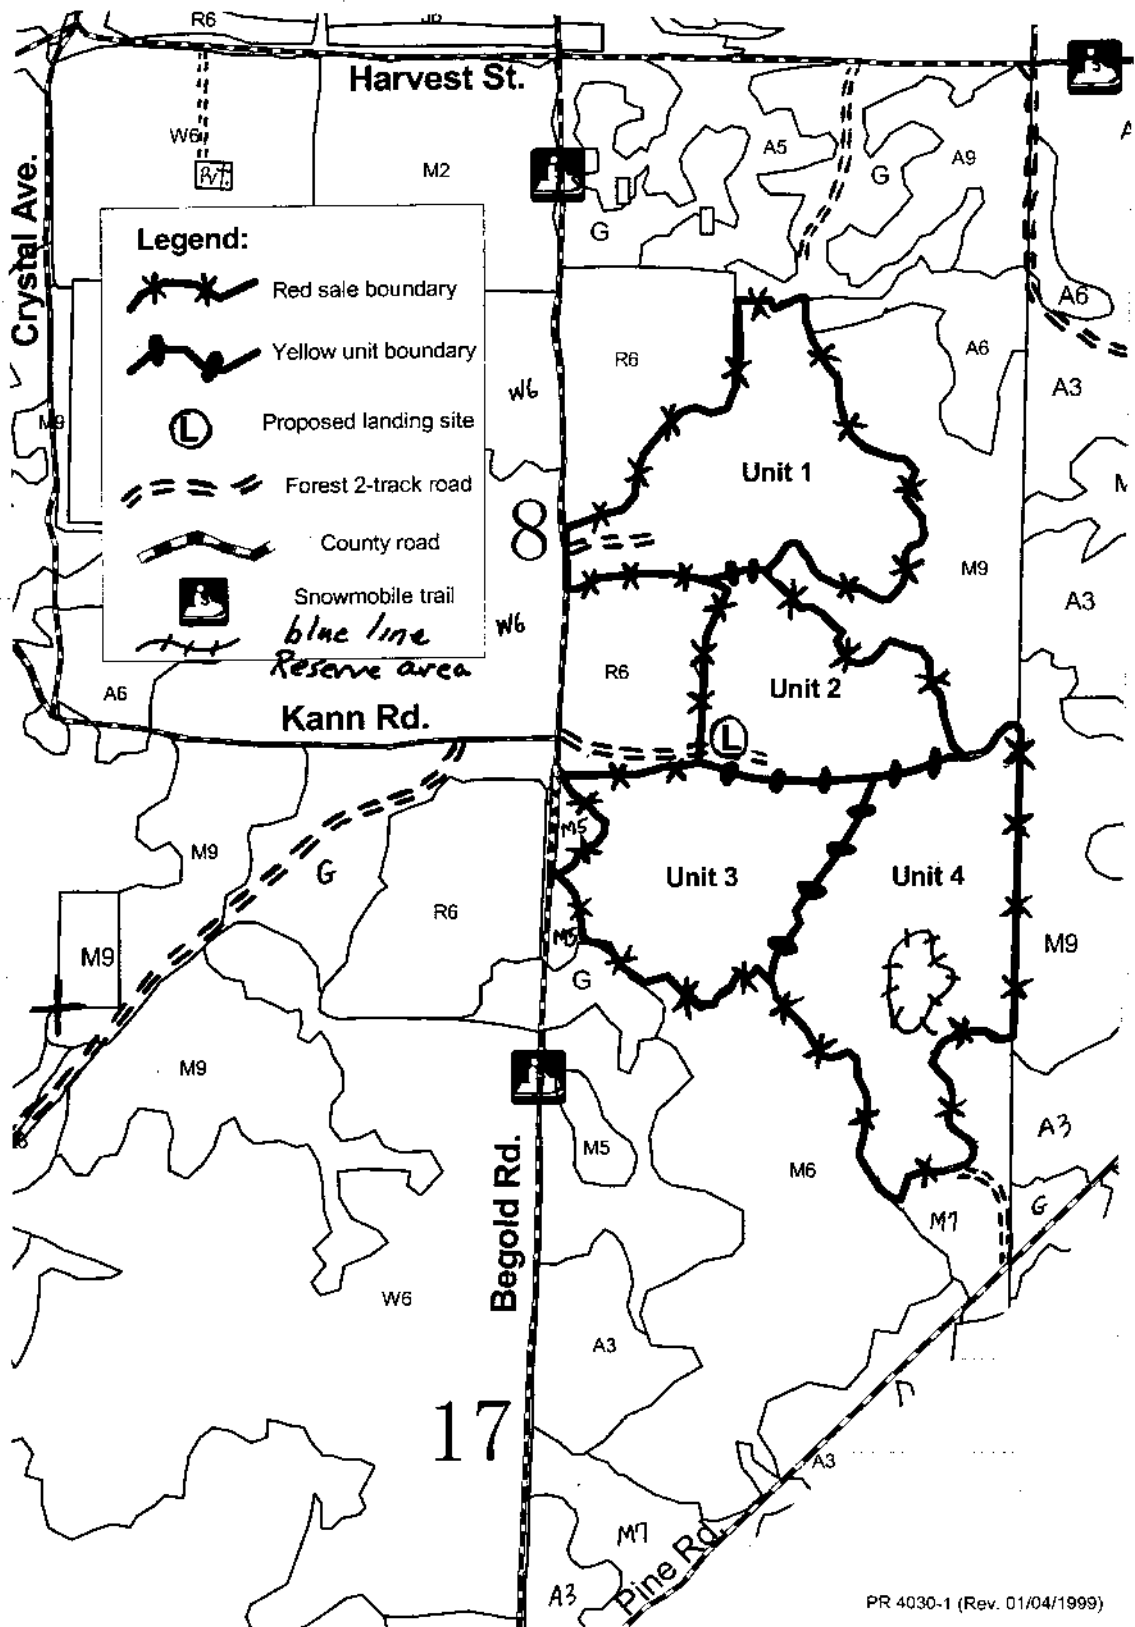 R6
Harvest St.
W6
Pvt.
M2
A5
G
A9
G
Crystal Ave.
Legend:
Red sale boundary
Yellow unit boundary
L
Proposed landing site
Forest 2-track road
County road
Snowmobile trail
blue line
Reserve area
M9
A6
A6
A3
R6
W6
Unit 1
8
M9
A3
W6
R6
Unit 2
A6
Kann Rd.
L
M5
M9
G
Unit 3
Unit 4
R6
M5
M9
M9
G
M9
M5
A3
M6
M7
G
Begold Rd.
W6
A3
17
A3
M7
A3
Pine Rd.
PR 4030-1 (Rev. 01/04/1999)